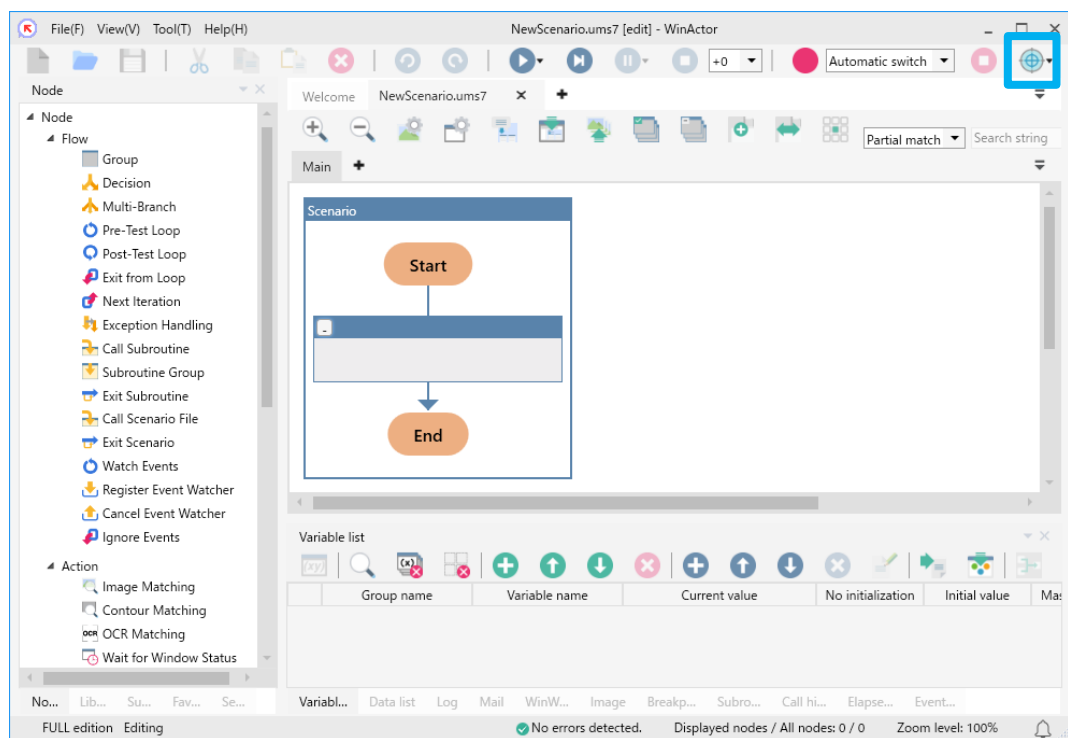 File(F) View(V) Tool(T) Help(H) NewScenario.ums7 [edit] - WinActor
+0 Automatic switch
Node
Node
Flow
Group
Decision
Multi-Branch
Pre-Test Loop
Post-Test Loop
Exit from Loop
Next Iteration
Exception Handling
Call Subroutine
Subroutine Group
Exit Subroutine
Call Scenario File
Exit Scenario
Watch Events
Register Event Watcher
Cancel Event Watcher
Ignore Events
Action
Image Matching
Contour Matching
OCR OCR Matching
Wait for Window Status
No... Lib... Su... Fav... Se...
Welcome NewScenario.ums7
Partial match Search string
Main
Scenario
Start
End
Variable list
(x)
Group name Variable name Current value No initialization Initial value Mas
Variabl... Data list Log Mail WinW... Image Breakp... Subro... Call hi... Elapse... Event...
FULL edition Editing No errors detected. Displayed nodes / All nodes: 0 / 0 Zoom level: 100%